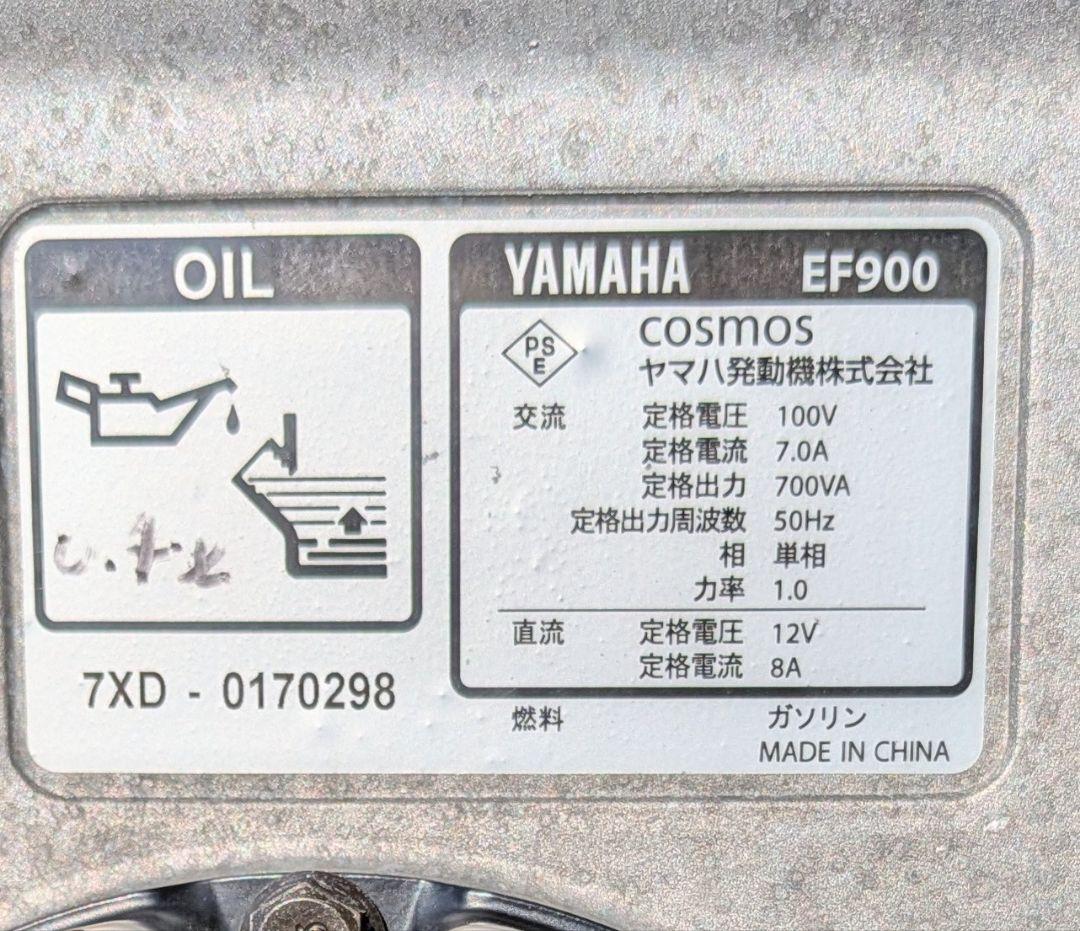 OIL
7XD - 0170298
YAMAHA EF900
PS
E
cosmos
ヤマハ発動機株式会社
交流 定格電圧 100V
定格電流 7.0A
定格出力 700VA
定格出力周波数 50Hz
相 単相
力率 1.0
直流 定格電圧 12V
定格電流 8A
燃料 ガソリン
MADE IN CHINA